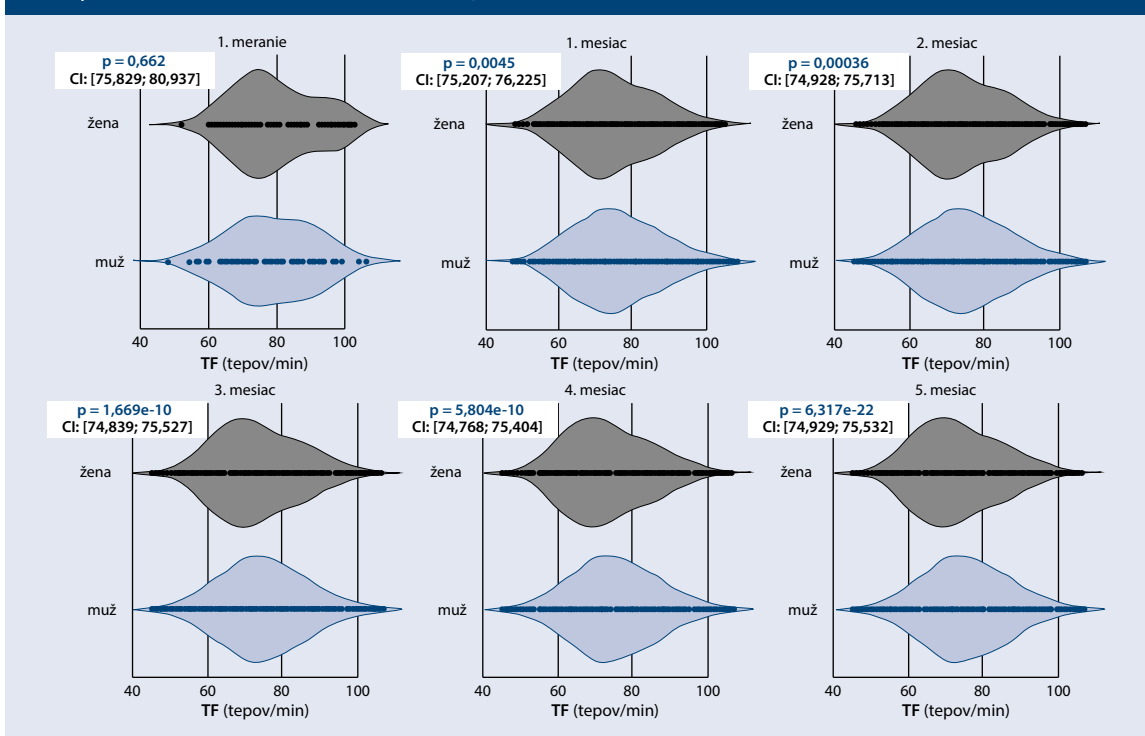 1. meranie
p = 0,662
CI: [75,829; 80,937]
žena
muž
40 60 80 100
TF (tepov/min)
1. mesiac
p = 0,0045
CI: [75,207; 76,225]
žena
muž
40 60 80 100
TF (tepov/min)
2. mesiac
p = 0,00036
CI: [74,928; 75,713]
žena
muž
40 60 80 100
TF (tepov/min)
3. mesiac
p = 1,669e-10
CI: [74,839; 75,527]
žena
muž
40 60 80 100
TF (tepov/min)
4. mesiac
p = 5,804e-10
CI: [74,768; 75,404]
žena
muž
40 60 80 100
TF (tepov/min)
5. mesiac
p = 6,317e-22
CI: [74,929; 75,532]
žena
muž
40 60 80 100
TF (tepov/min)